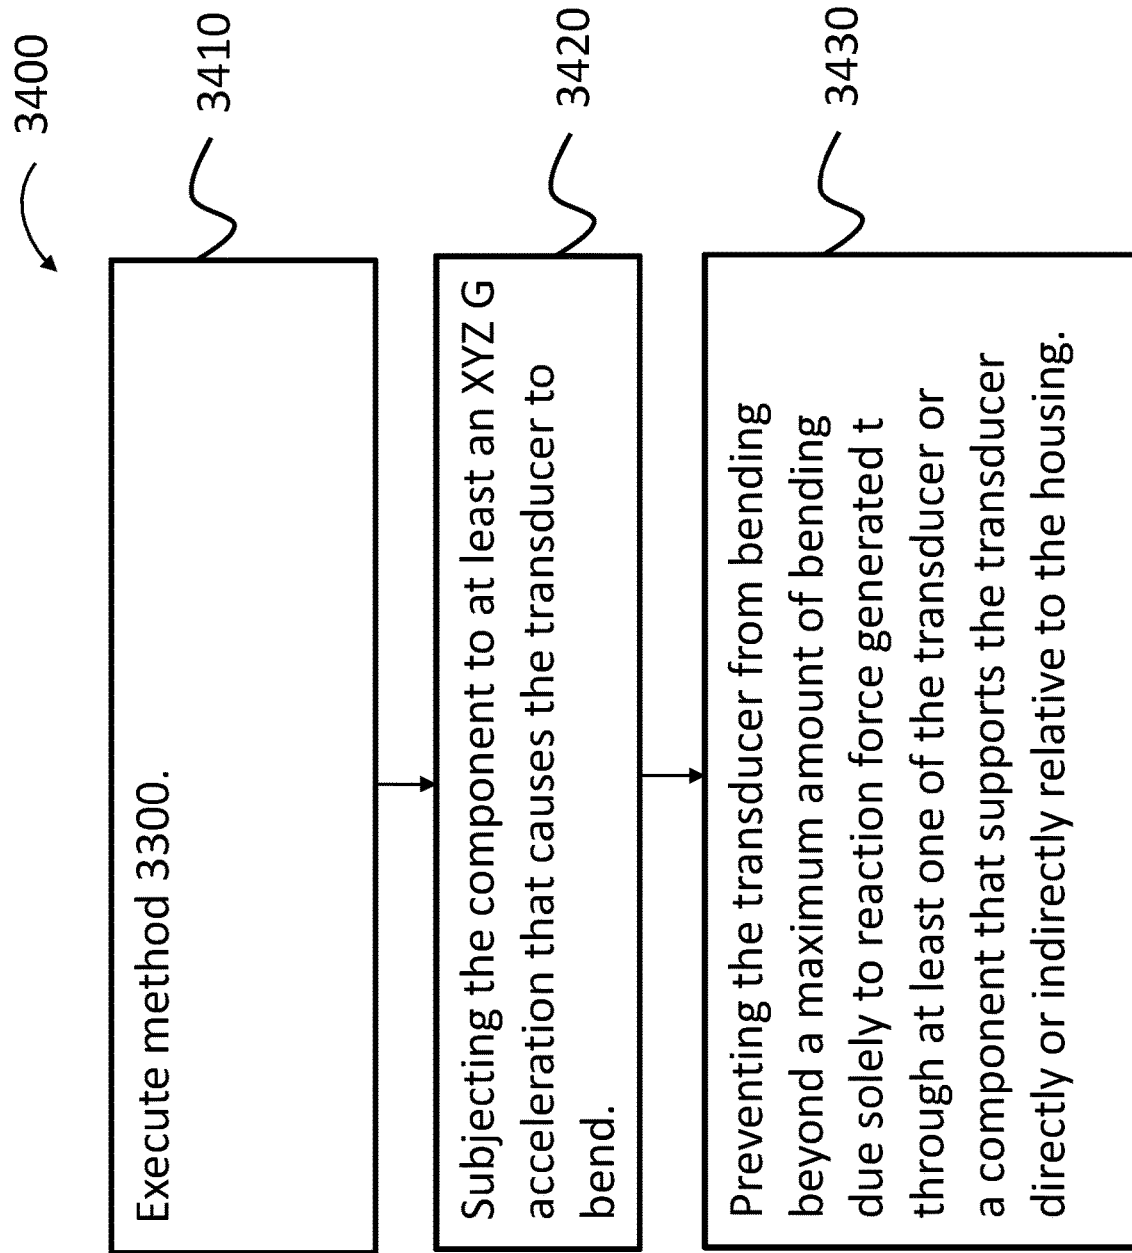 3400
Execute method 3300.
3410
Subjecting the component to at least an XYZ G
acceleration that causes the transducer to
bend.
3420
Preventing the transducer from bending
beyond a maximum amount of bending
due solely to reaction force generated t
through at least one of the transducer or
a component that supports the transducer
directly or indirectly relative to the housing.
3430